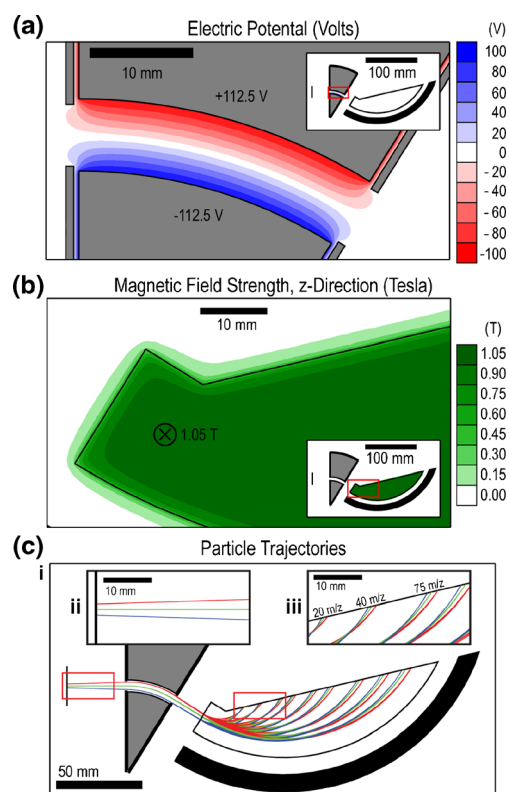 (a)
Electric Potental (Volts)
10 mm
+112.5 V
100 mm
-112.5 V
(V)
100
80
60
40
20
0
- 20
- 40
- 60
- 80
-100
(b)
Magnetic Field Strength, z-Direction (Tesla)
10 mm
1.05 T
100 mm
(T)
1.05
0.90
0.75
0.60
0.45
0.30
0.15
0.00
(c)
Particle Trajectories
i
ii
10 mm
iii
10 mm
20 m/z
40 m/z
75 m/z
50 mm